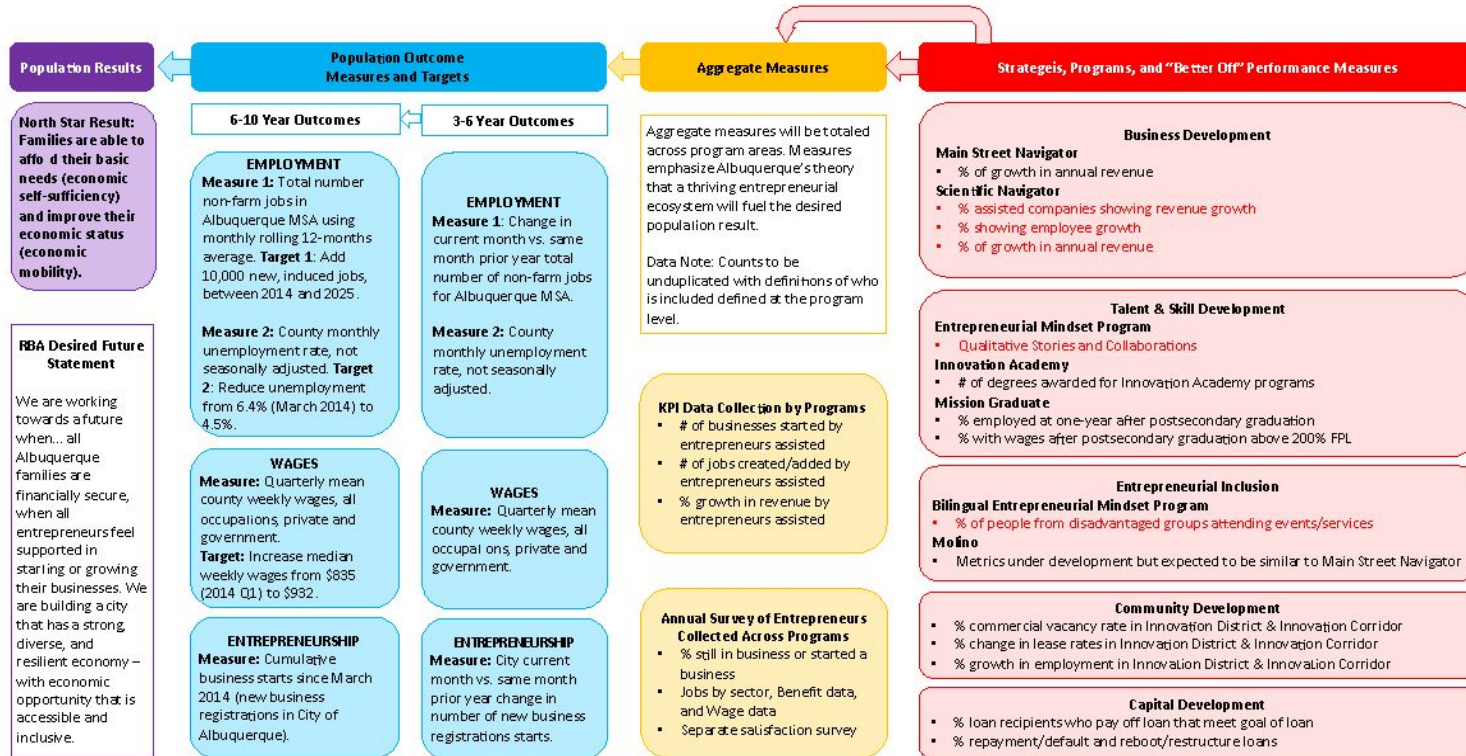 Population Results
North Star Result:
Families are able to
affo d their basic
needs (economic
self-sufficiency)
and improve their
economic status
(economic
mobility).
RBA Desired Future
Statement
We are working
towards a future
when... all
Albuquerque
families are
financially secure,
when all
entrepreneurs feel
supported in
starling or growing
their businesses. We
are building a city
that has a strong,
diverse, and
resilient economy –
with economic
opportunity that is
accessible and
inclusive.
Population Outcome
Measures and Targets
6-10 Year Outcomes
EMPLOYMENT
Measure 1: Total number
non-farm jobs in
Albuquerque MSA using
monthly rolling 12-months
average. Target 1: Add
10,000 new, induced jobs,
between 2014 and 2025.
Measure 2: County monthly
unemployment rate, not
seasonally adjusted. Target
2: Reduce unemployment
from 6.4% (March 2014) to
4.5%.
WAGES
Measure: Quarterly mean
county weekly wages, all
occupalions, private and
government.
Target: Increase median
weekly wages from $835
(2014 Q1) to $932.
ENTREPRENEURSHIP
Measure: Cumulative
business starts since March
2014 (new business
registrations in City of
Albuquerque).
3-6 Year Outcomes
EMPLOYMENT
Measure 1: Change in
current month vs. same
month prior year total
number of non-farm jobs
for Albuquerque MSA.
Measure 2: County
monthly unemployment
rate, not seasonally
adjusted.
WAGES
Measure: Quarterly mean
county weekly wages, all
occupal ons, private and
government.
ENTREPRENEURSHIP
Measure: City current
month vs. same month
prior year change in
number of new business
registrations starts.
Aggregate Measures
Aggregate measures will be totaled
across program areas. Measures
emphasize Albuquerque's theory
that a thriving entrepreneurial
ecosystem will fuel the desired
populalion result.
Data Note: Counts to be
unduplicated with definitions of who
is included defined at the program
level.
KPI Data Collection by Programs
• # of businesses started by
entrepreneurs assisted
• # of jobs created/added by
entrepreneurs assisted
• % growth in revenue by
entrepreneurs assisted
Annual Survey of Entrepreneurs
Collected Across Programs
• % still in business or started a
business
• Jobs by sector, Benefit data,
and Wage data
• Separate satisfaction survey
Strategeis, Programs, and “Better Off” Performance Measures
Business Development
Main Street Navigator
• % of growth in annual revenue
Scientific Navigator
• % assisted companies showing revenue growth
• % showing employee growth
• % of growth in annual revenue
Talent & Skill Development
Entrepreneurial Mindset Program
• Qualitative Stories and Collaborations
Innovation Academy
• # of degrees awarded for Innovation Academy programs
Mission Graduate
• % employed at one-year after postsecondary graduation
• % with wages after postsecondary graduation above 200% FPL
Entrepreneurial Inclusion
Bilingual Entrepreneurial Mindset Program
• % of people from disadvantaged groups attending events/services
Molino
• Metrics under development but expected to be similar to Main Street Navigator
Community Development
• % commercial vacancy rate in Innovation District & Innovation Corridor
• % change in lease rates in Innovation District & Innovation Corridor
• % growth in employment in InnovaLion District & InnovaLion Corridor
Capital Development
• % loan recipients who pay off loan that meet goal of loan
• % repayment/default and reboot/restructure loans